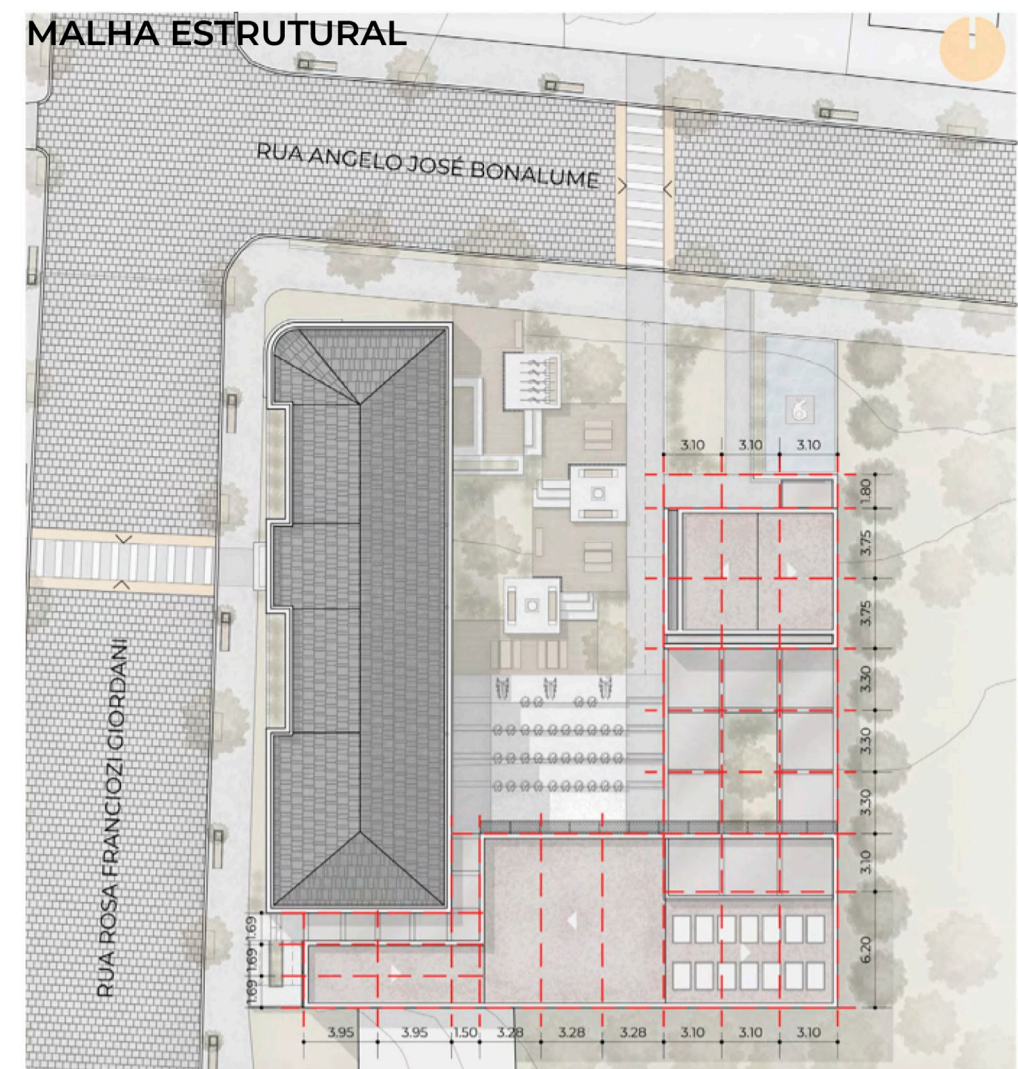 MALHA ESTRUTURAL
RUA ANGELO JOSÉ BONALUME
RUA ROSA FRANCIOZI GIORDANI
3.10 3.10 3.10
1.80
3.75
3.75
3.30
3.30
3.30
3.10
6.20
1.69
1.69
1.69
3.95 3.95 1.50 3.28 3.28 3.28 3.10 3.10 3.10